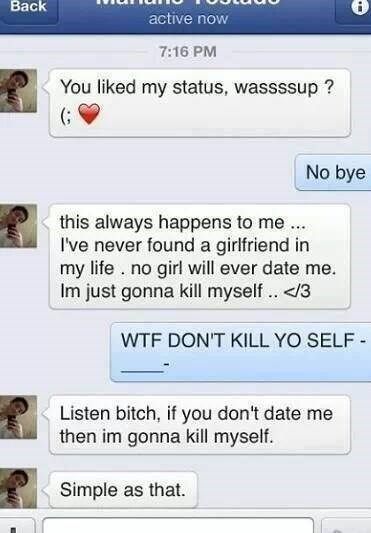 Back
active now
7:16 PM
You liked my status, wassssup ?
(; ❤️
No bye
this always happens to me ...
I've never found a girlfriend in
my life . no girl will ever date me.
Im just gonna kill myself .. </3
WTF DON'T KILL YO SELF -
____-
Listen bitch, if you don't date me
then im gonna kill myself.
Simple as that.